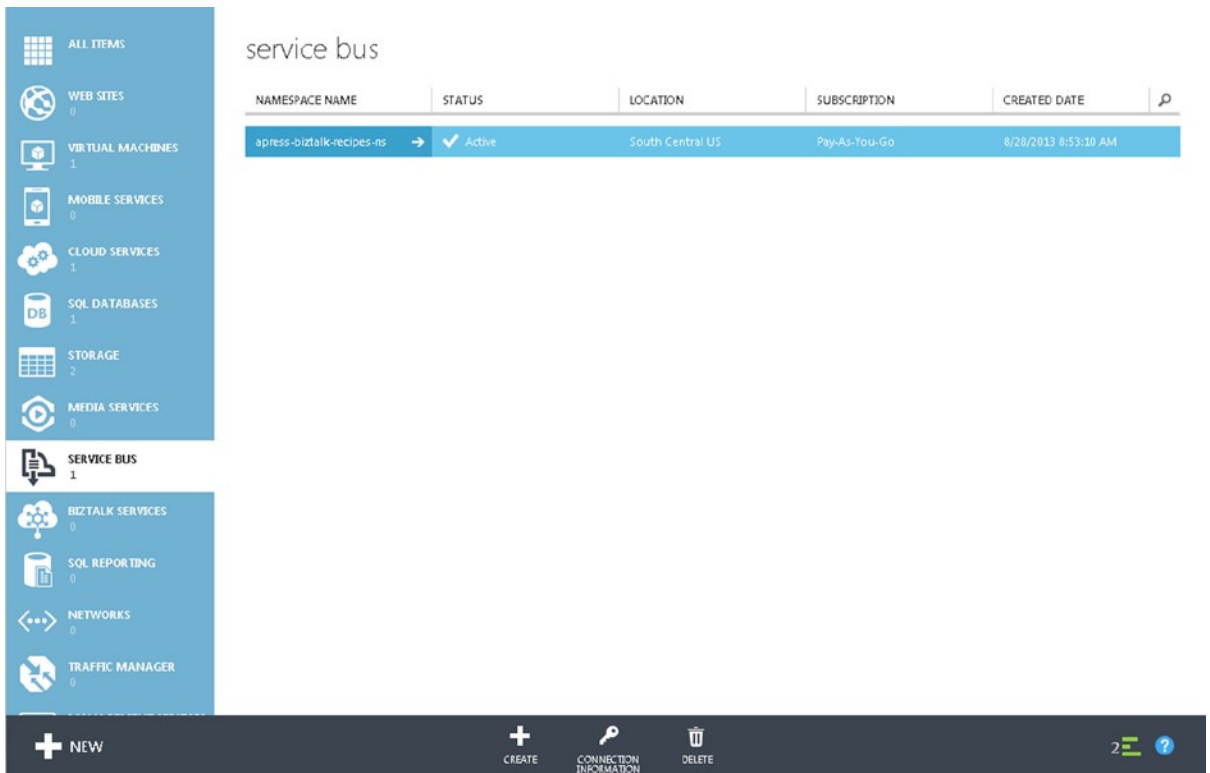 ALL ITEMS
WEB SITES
0
VIRTUAL MACHINES
1
MOBILE SERVICES
0
CLOUD SERVICES
1
DB
SQL DATABASES
1
STORAGE
2
MEDIA SERVICES
0
SERVICE BUS
1
BIZTALK SERVICES
0
SQL REPORTING
0
NETWORKS
0
TRAFFIC MANAGER
0
service bus
NAMESPACE NAME STATUS LOCATION SUBSCRIPTION CREATED DATE
apress-biztalk-recipes-ns Active South Central US Pay-As-You-Go 8/28/2013 8:53:10 AM
NEW
CREATE
CONNECTION
INFORMATION
DELETE
2
?